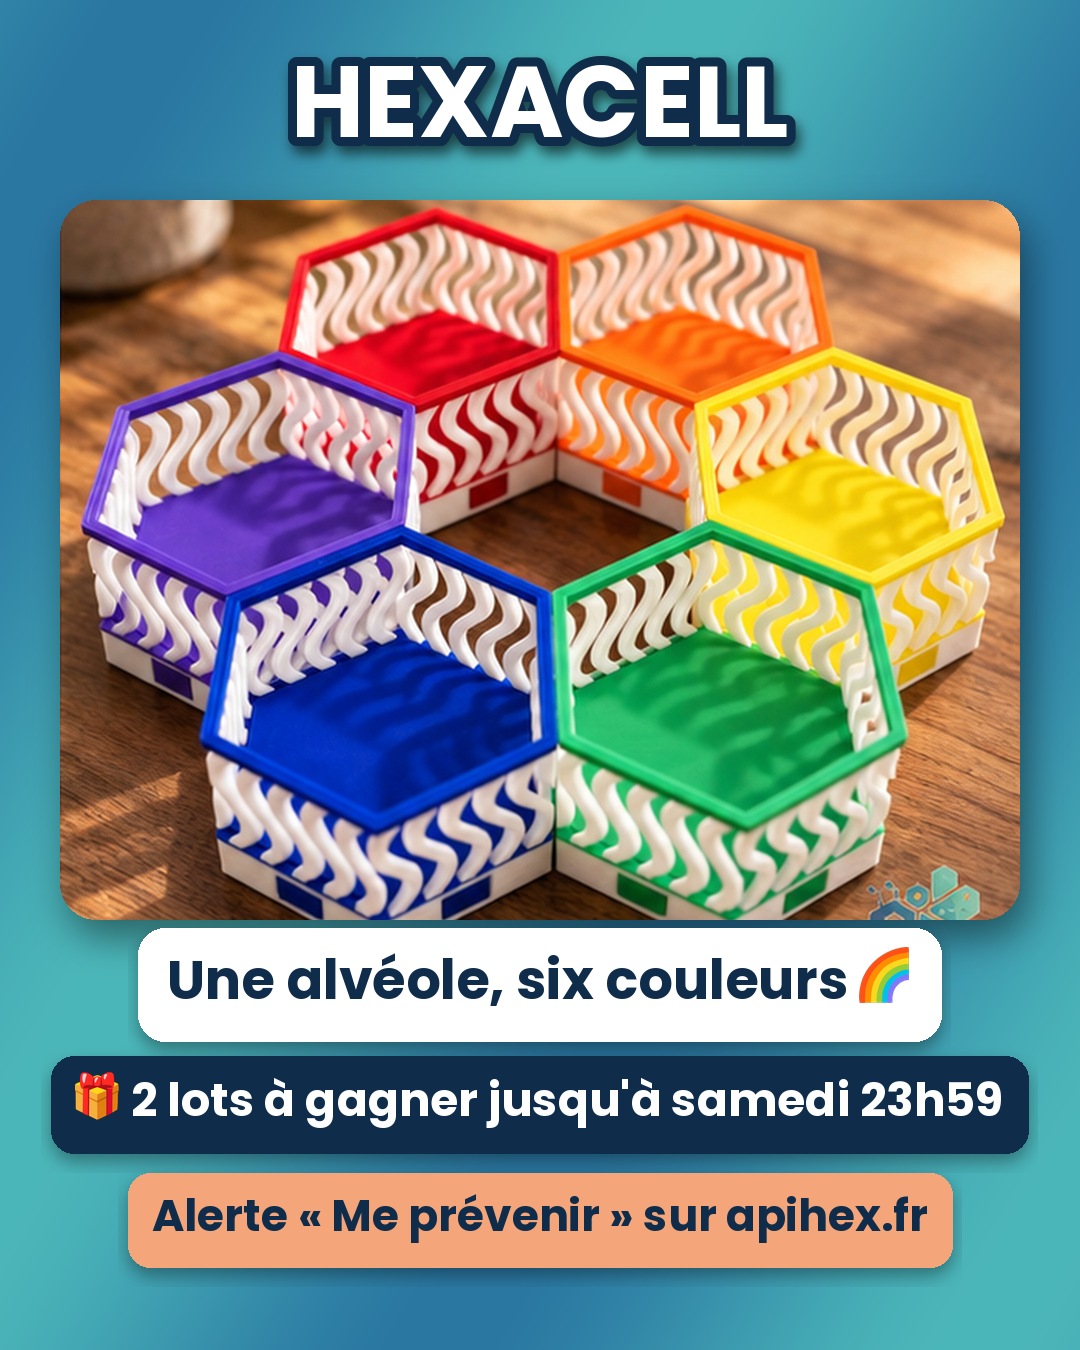 HEXACELL
Une alvéole, six couleurs 🌈
🎁 2 lots à gagner jusqu'à samedi 23h59
Alerte « Me prévenir » sur apihex.fr